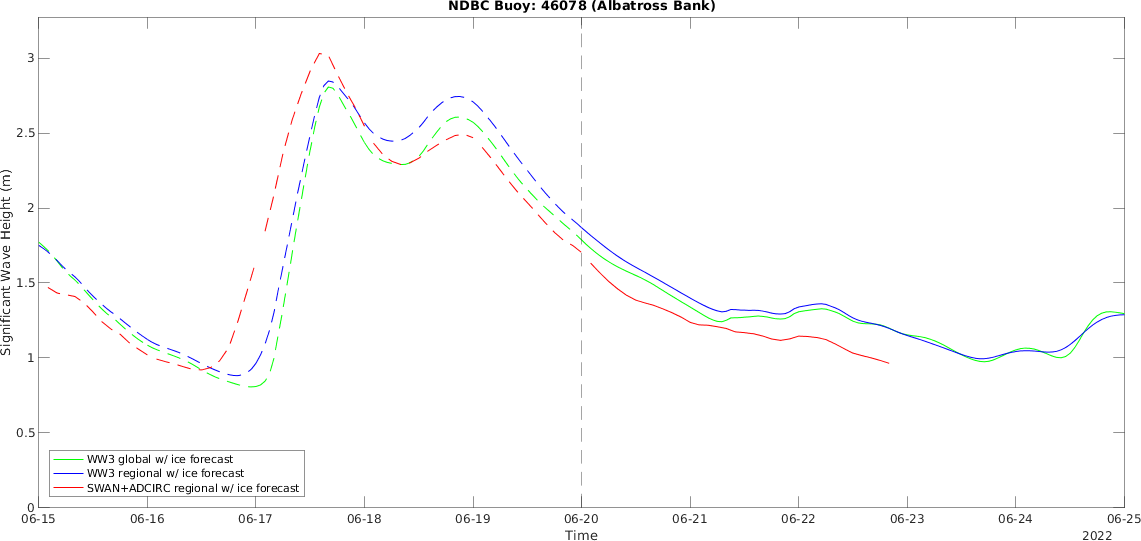 NDBC Buoy: 46078 (Albatross Bank)
Significant Wave Height (m)
3
2.5
2
1.5
1
0.5
0
WW3 global w/ ice forecast
WW3 regional w/ ice forecast
SWAN+ADCIRC regional w/ ice forecast
06-15 06-16 06-17 06-18 06-19 06-20 06-21 06-22 06-23 06-24 06-25
Time
2022